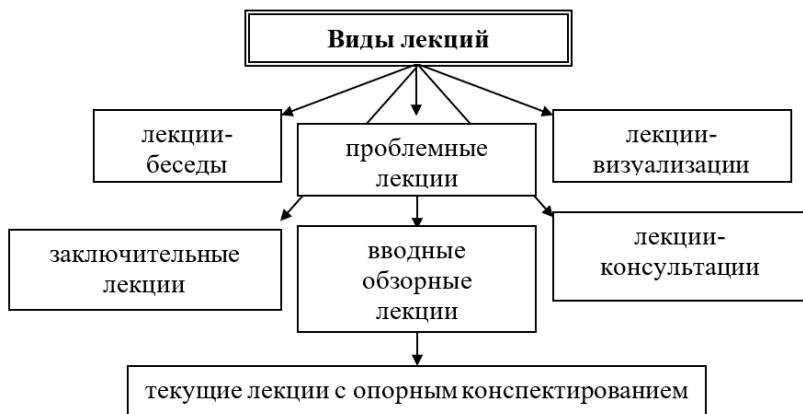 Виды лекций
лекции-
беседы
проблемные
лекции
лекции-
визуализации
заключительные
лекции
вводные
обзорные
лекции
лекции-
консультации
текущие лекции с опорным конспектированием